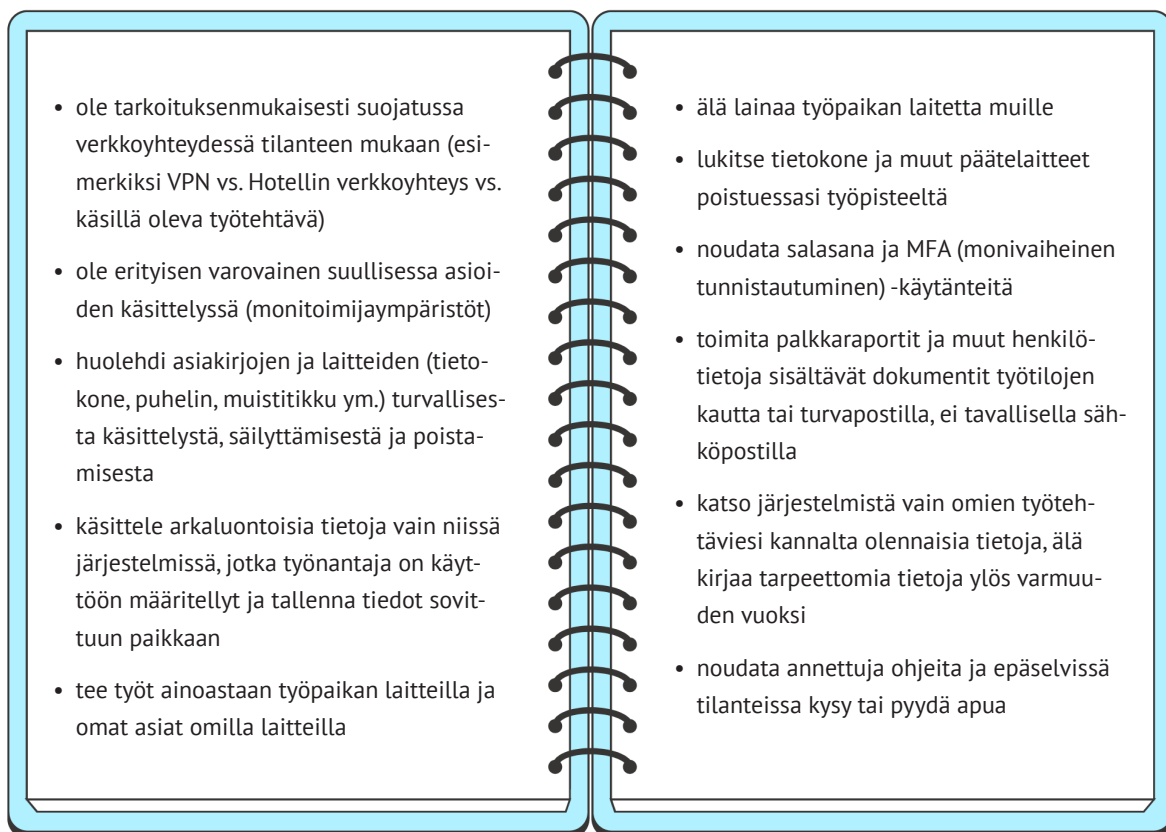 • ole tarkoituksenmukaisesti suojatussa
verkkoyhteydessä tilanteen mukaan (esi-
merkiksi VPN vs. Hotellin verkkoyhteys vs.
käsillä oleva työtehtävä)
• ole erityisen varovainen suullisessa asioi-
den käsittelyssä (monitoimijaympäristöt)
• huolehdi asiakirjojen ja laitteiden (tieto-
kone, puhelin, muistitikku ym.) turvallises-
ta käsittelystä, säilyttämisestä ja poista-
misesta
• käsittele arkaluontoisia tietoja vain niissä
järjestelmissä, jotka työnantaja on käyt-
töön määritellyt ja tallenna tiedot sovit-
tuun paikkaan
• tee työt ainoastaan työpaikan laitteilla ja
omat asiat omilla laitteilla
• älä lainaa työpaikan laitetta muille
• lukitse tietokone ja muut päätelaitteet
poistuessasi työpisteeltä
• noudata salasana ja MFA (monivaiheinen
tunnistautuminen) -käytänteitä
• toimita palkkaraportit ja muut henkilö-
tietoja sisältävät dokumentit työtilojen
kautta tai turvapostilla, ei tavallisella säh-
köpostilla
• katso järjestelmistä vain omien työteh-
täviesi kannalta olennaisia tietoja, älä
kirjaa tarpeettomia tietoja ylös varmuu-
den vuoksi
• noudata annettuja ohjeita ja epäselvissä
tilanteissa kysy tai pyydä apua